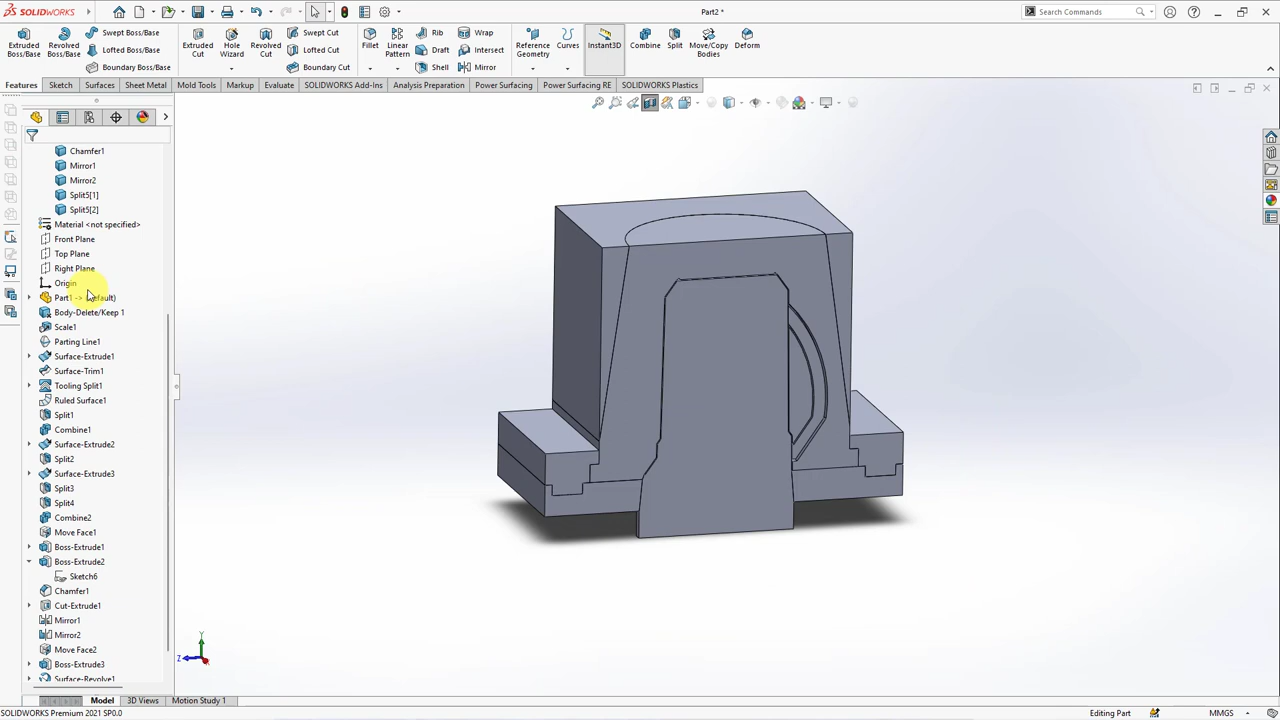 SOLIDWORKS
Part2 *
Search Commands
Extruded Boss/Base
Revolved Boss/Base
Swept Boss/Base
Lofted Boss/Base
Boundary Boss/Base
Extruded Cut
Hole Wizard
Revolved Cut
Swept Cut
Lofted Cut
Boundary Cut
Fillet
Linear Pattern
Rib
Draft
Shell
Wrap
Intersect
Mirror
Reference Geometry
Curves
Instant3D
Combine
Split
Move/Copy Bodies
Deform
Features
Sketch
Surfaces
Sheet Metal
Mold Tools
Markup
Evaluate
SOLIDWORKS Add-Ins
Analysis Preparation
Power Surfacing
Power Surfacing RE
SOLIDWORKS Plastics
Chamfer1
Mirror1
Mirror2
Split5[1]
Split5[2]
Material <not specified>
Front Plane
Top Plane
Right Plane
Origin
Part1 ->
Body-Delete/Keep 1
Scale1
Parting Line1
Surface-Extrude1
Surface-Trim1
Tooling Split1
Ruled Surface1
Split1
Combine1
Surface-Extrude2
Split2
Surface-Extrude3
Split3
Split4
Combine2
Move Face1
Boss-Extrude1
Boss-Extrude2
Sketch6
Chamfer1
Cut-Extrude1
Mirror1
Mirror2
Move Face2
Boss-Extrude3
Surface-Revolve1
Y
Z
Model
3D Views
Motion Study 1
SOLIDWORKS Premium 2021 SP0.0
Editing Part
MMGS